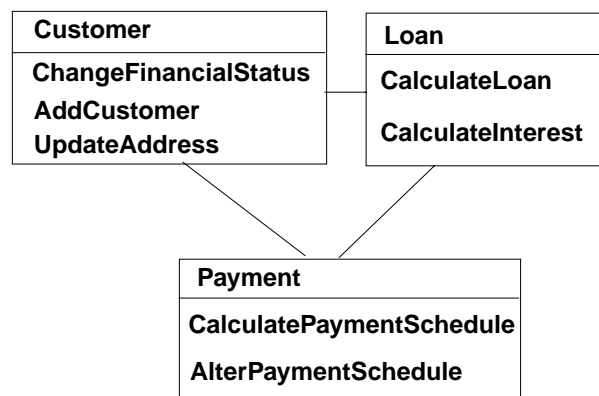 Customer
ChangeFinancialStatus
AddCustomer
UpdateAddress
Loan
CalculateLoan
CalculateInterest
Payment
CalculatePaymentSchedule
AlterPaymentSchedule